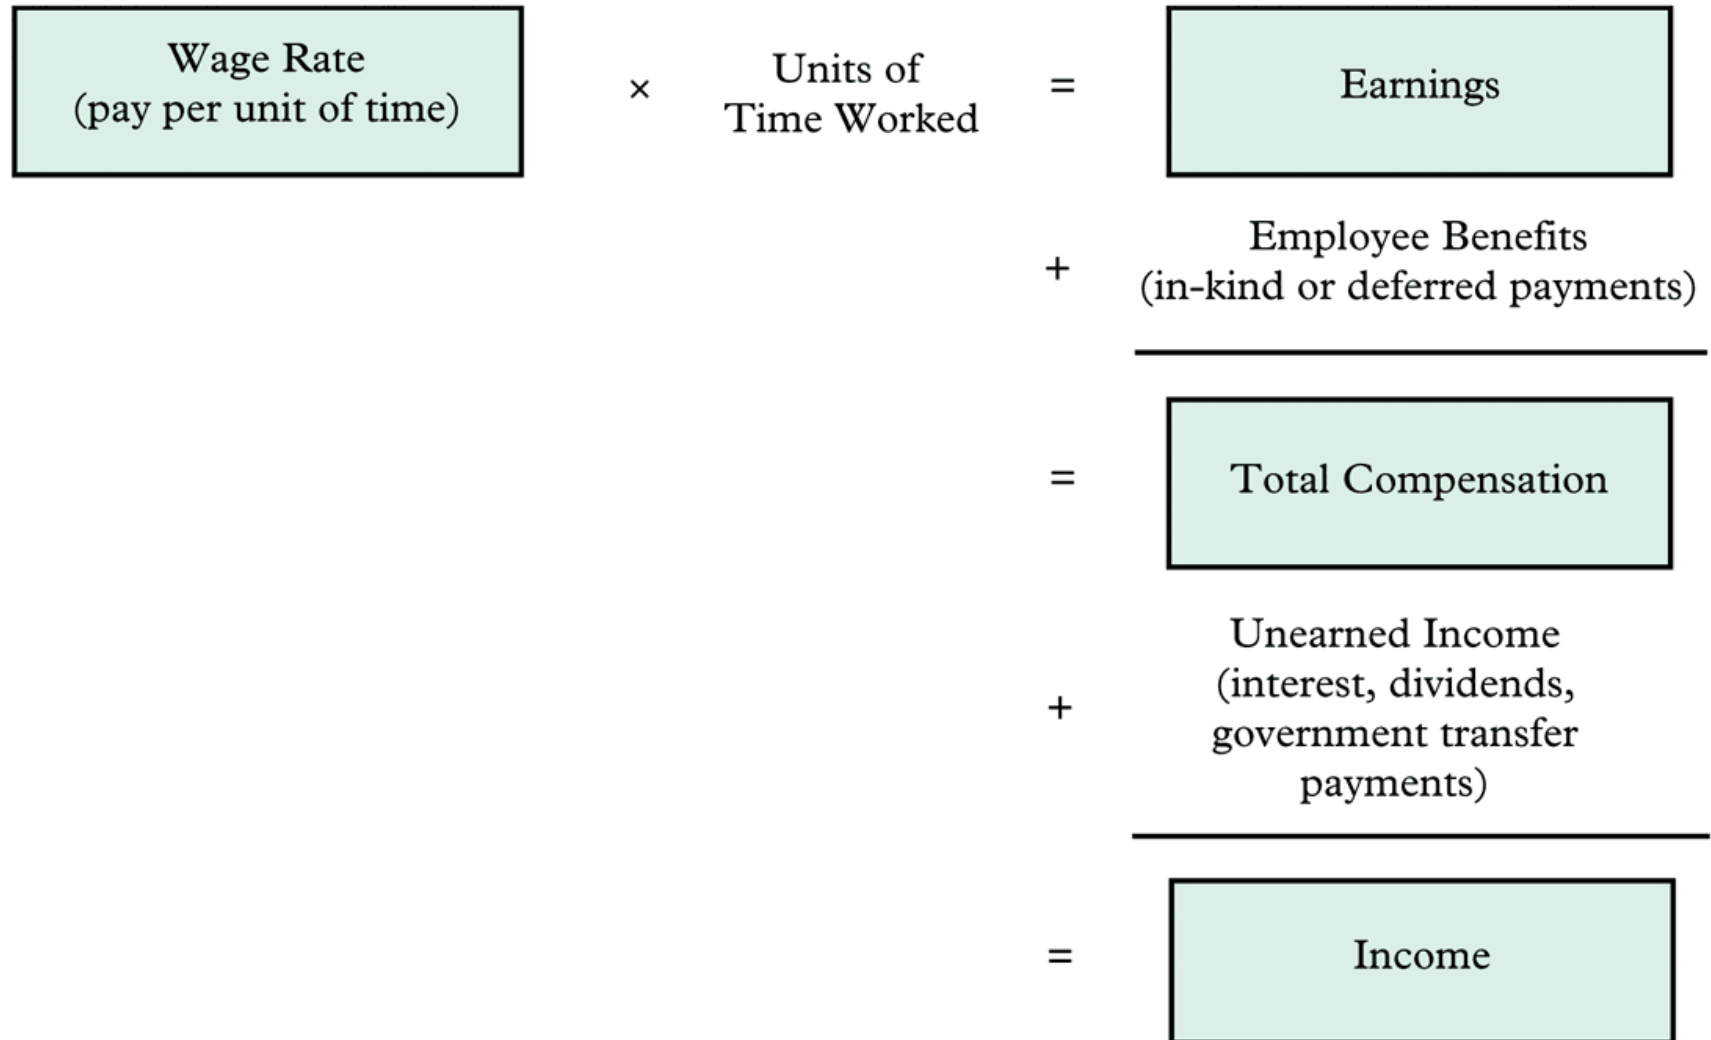 Wage Rate
(pay per unit of time)
×
Units of
Time Worked
=
Earnings
+
Employee Benefits
(in-kind or deferred payments)
=
Total Compensation
+
Unearned Income
(interest, dividends,
government transfer
payments)
=
Income